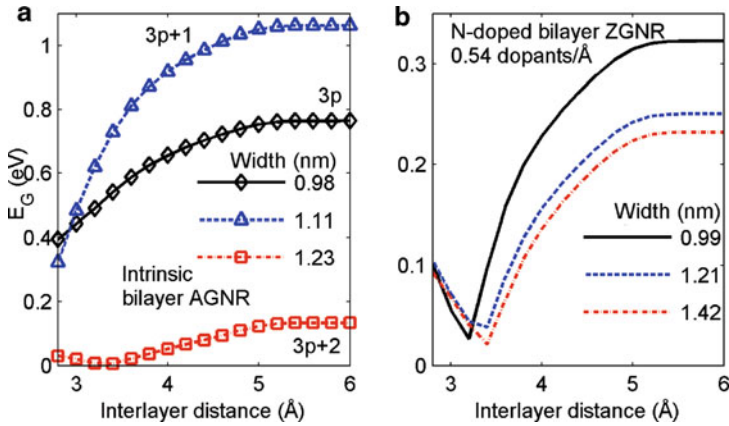 a
3p+1
3p
Width (nm)
0.98
1.11
1.23
Intrinsic
bilayer AGNR
3p+2
E_G (eV)
1
0.8
0.6
0.4
0.2
0
3
4
5
6
Interlayer distance (Å)
b
N-doped bilayer ZGNR
0.54 dopants/Å
Width (nm)
0.99
1.21
1.42
0.3
0.2
0.1
0
3
4
5
6
Interlayer distance (Å)